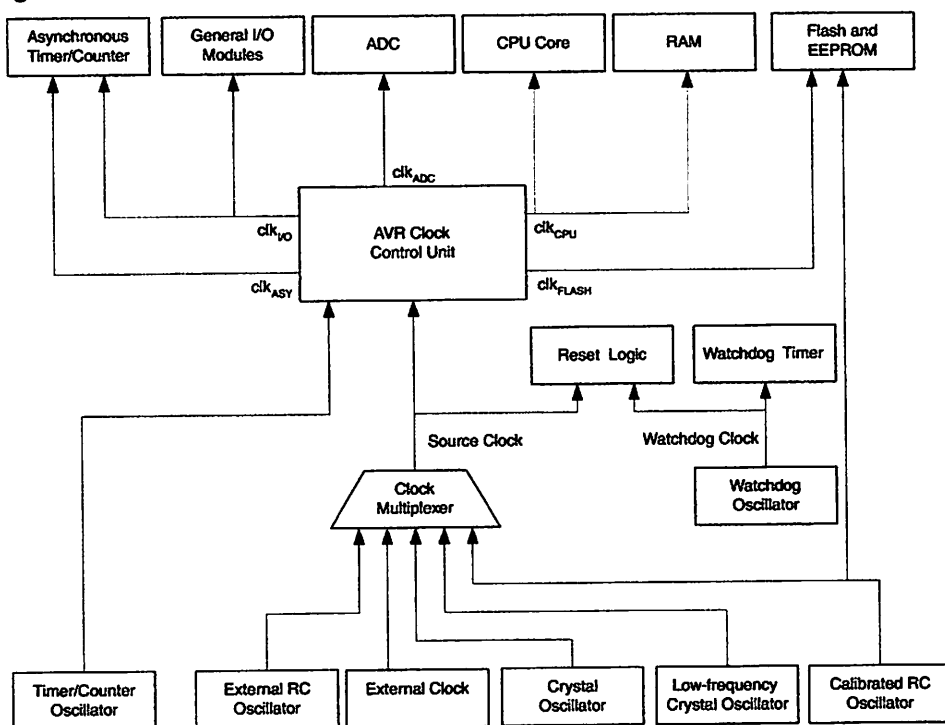 Asynchronous
Timer/Counter
General I/O
Modules
ADC
CPU Core
RAM
Flash and
EEPROM
clkADC
clkI/O
AVR Clock
Control Unit
clkCPU
clkASY
clkFLASH
Reset Logic
Watchdog Timer
Source Clock
Watchdog Clock
Clock
Multiplexer
Watchdog
Oscillator
Timer/Counter
Oscillator
External RC
Oscillator
External Clock
Crystal
Oscillator
Low-frequency
Crystal Oscillator
Calibrated RC
Oscillator